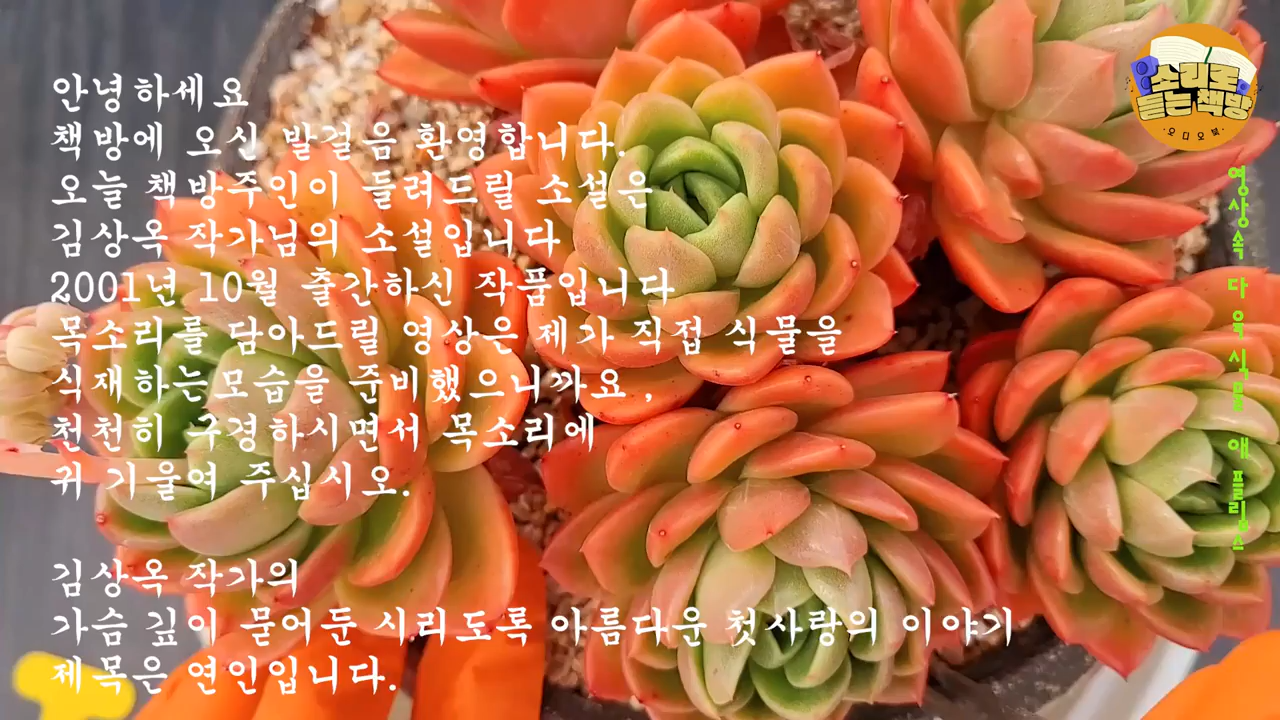 안녕하세요
책방에 오신 발걸음 환영합니다.
오늘 책방주인이 들려드릴 소설은
김상옥 작가님의 소설입니다
2001년 10월 출간하신 작품입니다
목소리를 담아드릴 영상은 제가 직접 식물을
식재하는모습을 준비했으니까요,
천천히 구경하시면서 목소리에
귀 기울여 주십시오.
김상옥 작가의
가슴 깊이 묻어둔 시리도록 아름다운 첫사랑의 이야기
제목은 연인입니다.
소리로
듣는 책방
·오디오북·
영상속 다육식물 애플림스